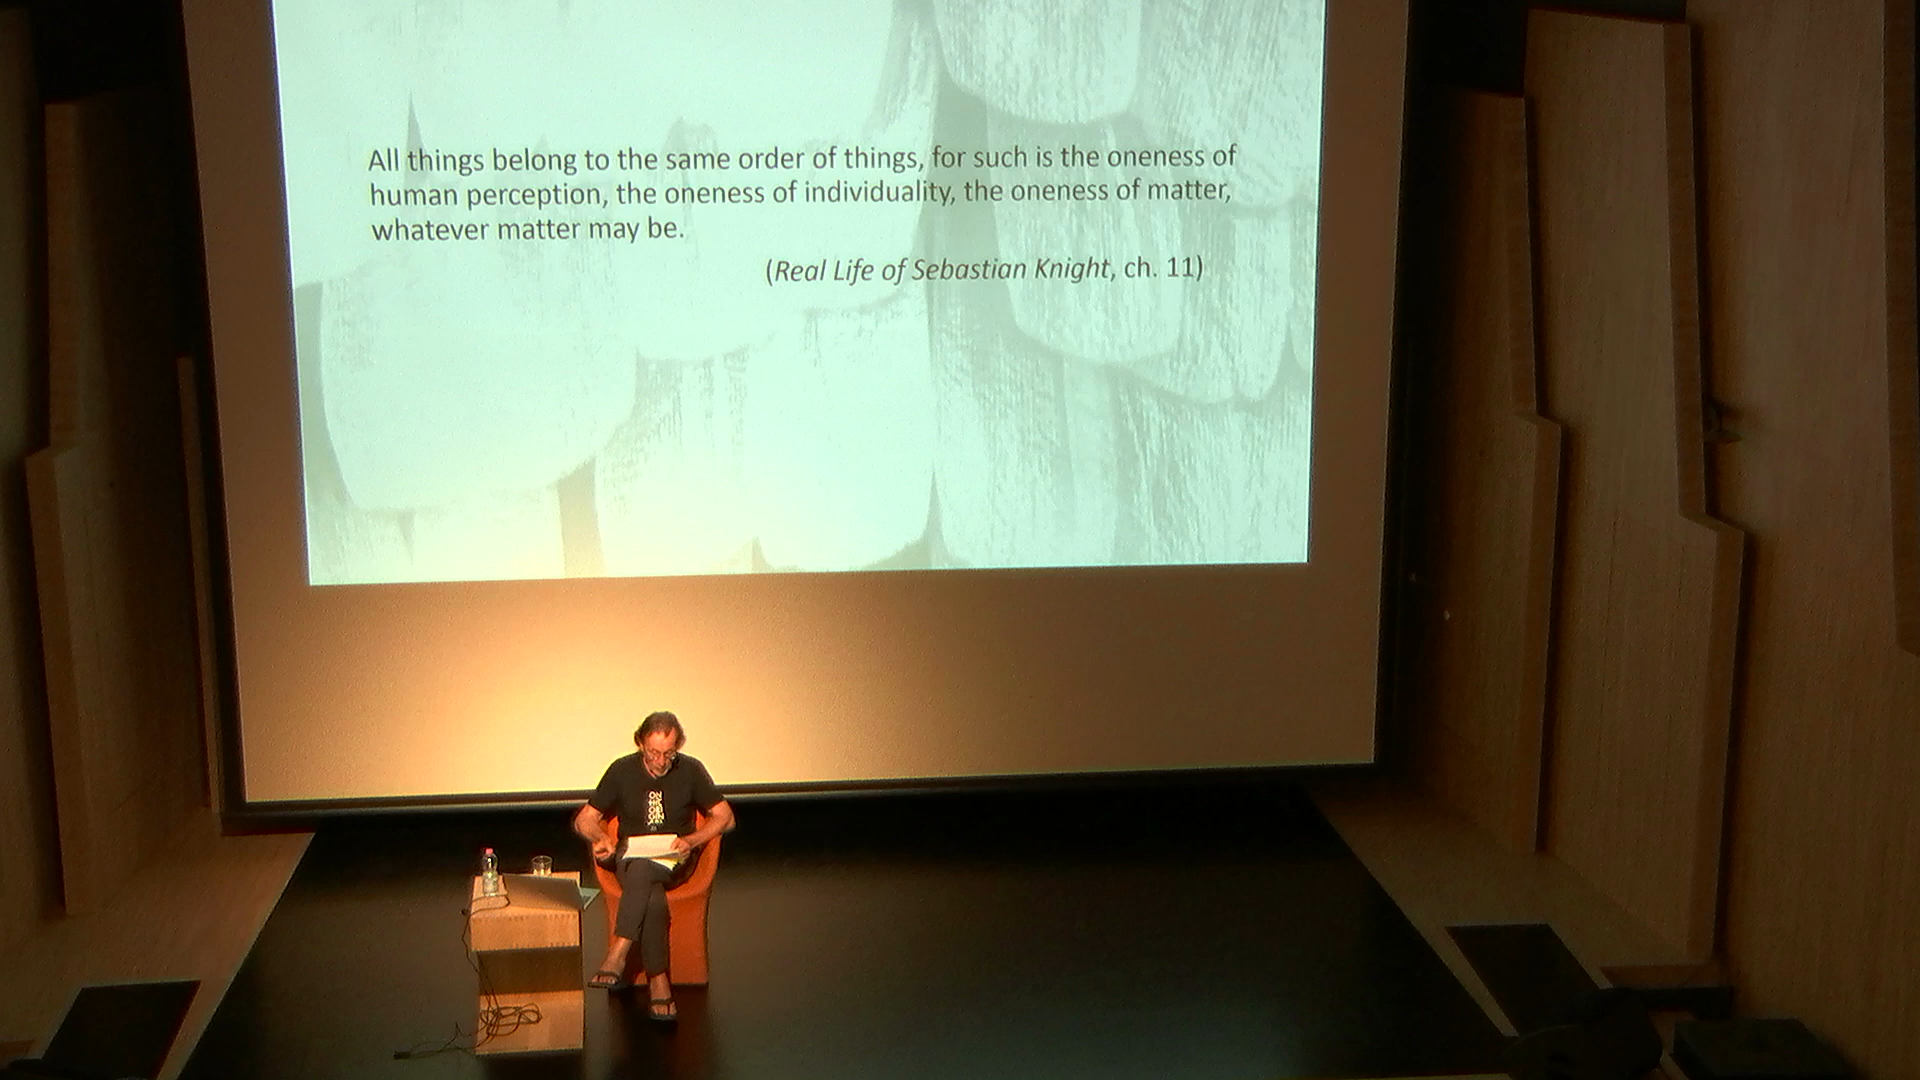 All things belong to the same order of things, for such is the oneness of
human perception, the oneness of individuality, the oneness of matter,
whatever matter may be.
(Real Life of Sebastian Knight, ch. 11)
ON